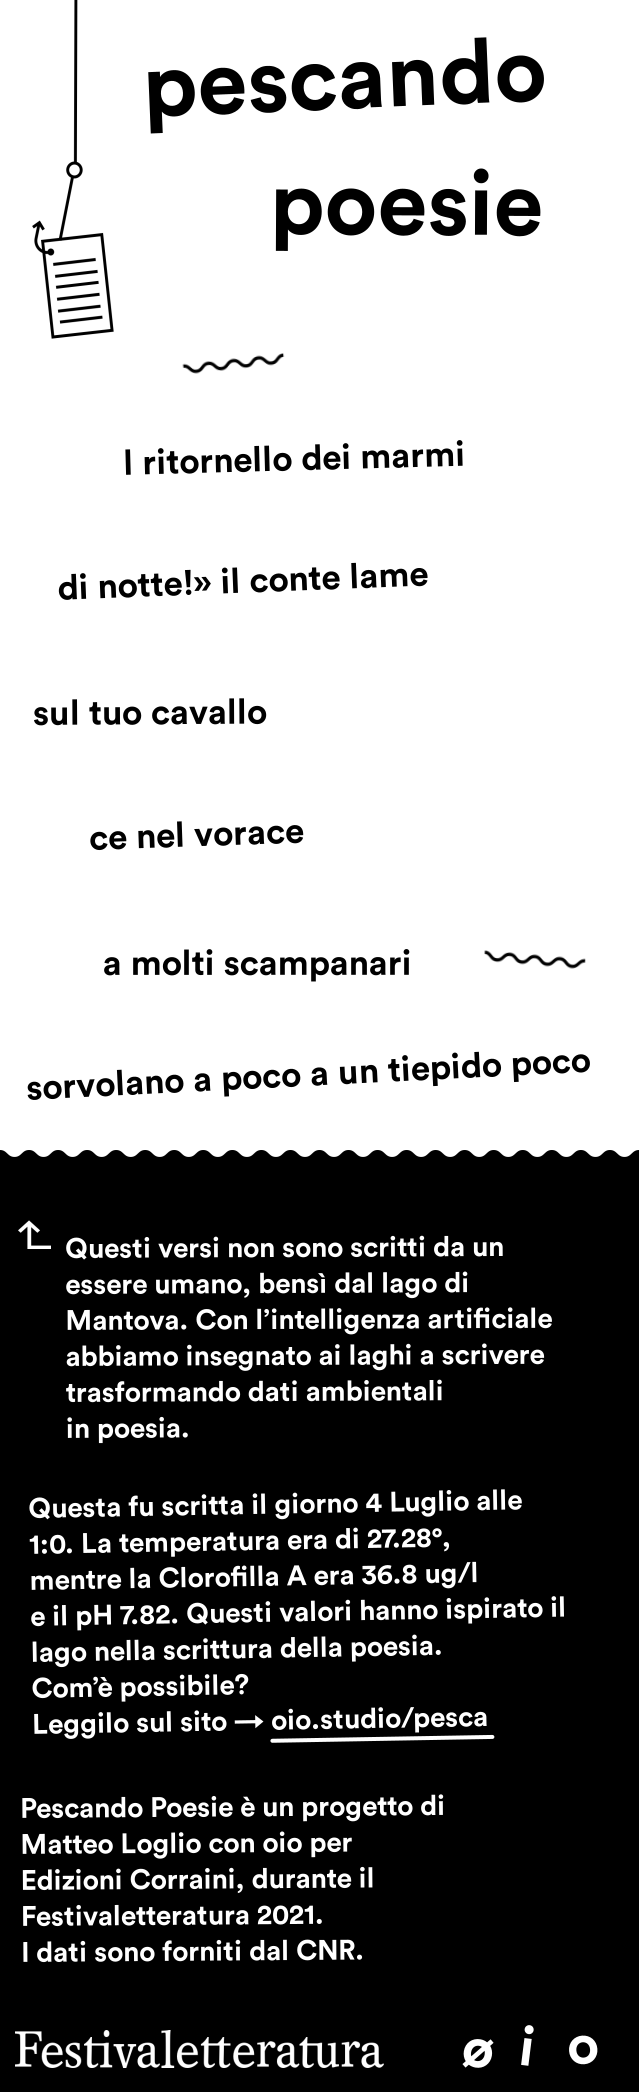 pescando
poesie
l ritornello dei marmi
di notte!» il conte lame
sul tuo cavallo
ce nel vorace
a molti scampanari
sorvolano a poco a un tiepido poco
Questi versi non sono scritti da un
essere umano, bensì dal lago di
Mantova. Con l’intelligenza artificiale
abbiamo insegnato ai laghi a scrivere
trasformando dati ambientali
in poesia.
Questa fu scritta il giorno 4 Luglio alle
1:0. La temperatura era di 27.28°,
mentre la Clorofilla A era 36.8 ug/l
e il pH 7.82. Questi valori hanno ispirato il
lago nella scrittura della poesia.
Com’è possibile?
Leggilo sul sito → oio.studio/pesca
Pescando Poesie è un progetto di
Matteo Loglio con oio per
Edizioni Corraini, durante il
Festivaletteratura 2021.
I dati sono forniti dal CNR.
Festivaletteratura ø i o